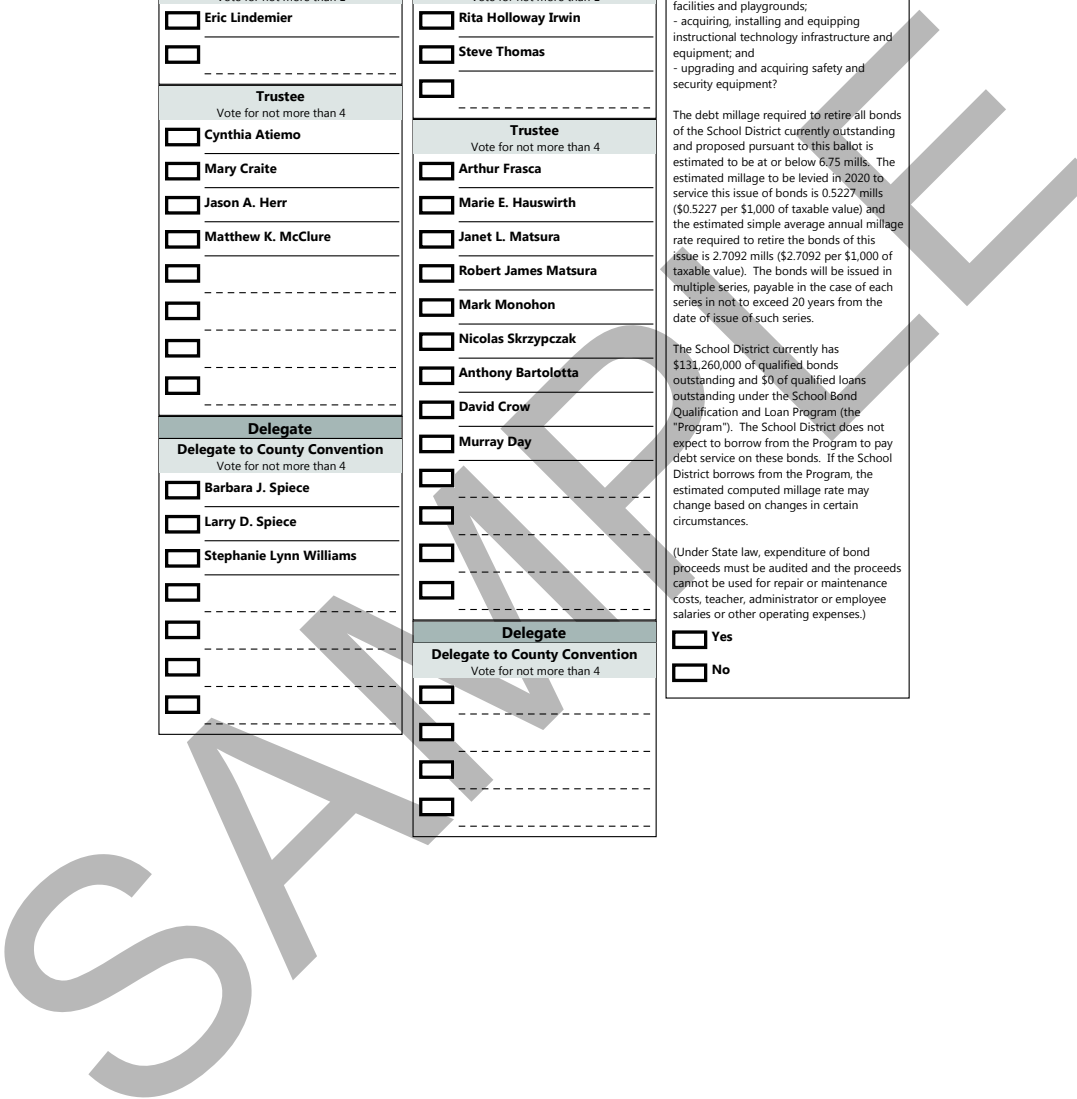 Eric Lindemier
Trustee
Vote for not more than 4
Cynthia Atiemo
Mary Craite
Jason A. Herr
Matthew K. McClure
Delegate
Delegate to County Convention
Vote for not more than 4
Barbara J. Spiece
Larry D. Spiece
Stephanie Lynn Williams
Rita Holloway Irwin
Steve Thomas
Trustee
Vote for not more than 4
Arthur Frasca
Marie E. Hauswirth
Janet L. Matsura
Robert James Matsura
Mark Monohon
Nicolas Skrzypczak
Anthony Bartolotta
David Crow
Murray Day
Delegate
Delegate to County Convention
Vote for not more than 4
facilities and playgrounds;
- acquiring, installing and equipping
instructional technology infrastructure and
equipment; and
- upgrading and acquiring safety and
security equipment?
The debt millage required to retire all bonds
of the School District currently outstanding
and proposed pursuant to this ballot is
estimated to be at or below 6.75 mills. The
estimated millage to be levied in 2020 to
service this issue of bonds is 0.5227 mills
($0.5227 per $1,000 of taxable value) and
the estimated simple average annual millage
rate required to retire the bonds of this
issue is 2.7092 mills ($2.7092 per $1,000 of
taxable value). The bonds will be issued in
multiple series, payable in the case of each
series in not to exceed 20 years from the
date of issue of such series.
The School District currently has
$131,260,000 of qualified bonds
outstanding and $0 of qualified loans
outstanding under the School Bond
Qualification and Loan Program (the
"Program"). The School District does not
expect to borrow from the Program to pay
debt service on these bonds. If the School
District borrows from the Program, the
estimated computed millage rate may
change based on changes in certain
circumstances.
(Under State law, expenditure of bond
proceeds must be audited and the proceeds
cannot be used for repair or maintenance
costs, teacher, administrator or employee
salaries or other operating expenses.)
Yes
No
SAMPLE